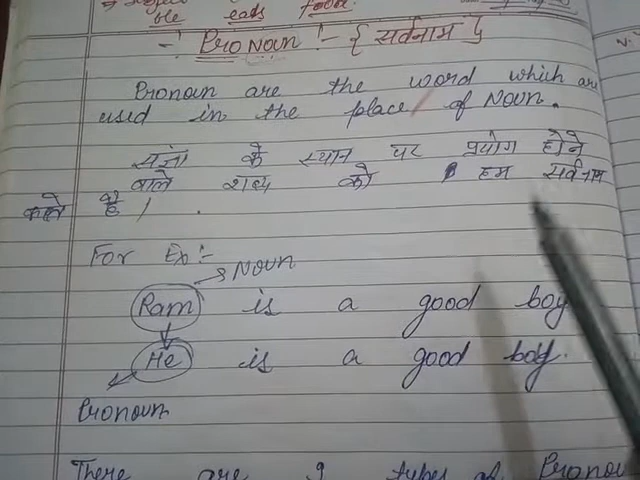 He eats food.
-: Pronoun :- { सर्वनाम }
Pronoun are the word which are
used in the place of Noun.
संज्ञा के स्थान पर प्रयोग होने
वाले शब्द को हम सर्वनाम
कहते है।
For Ex:-
→ Noun
Ram is a good boy
He is a good boy.
Pronoun
There are 9 types of Pronou